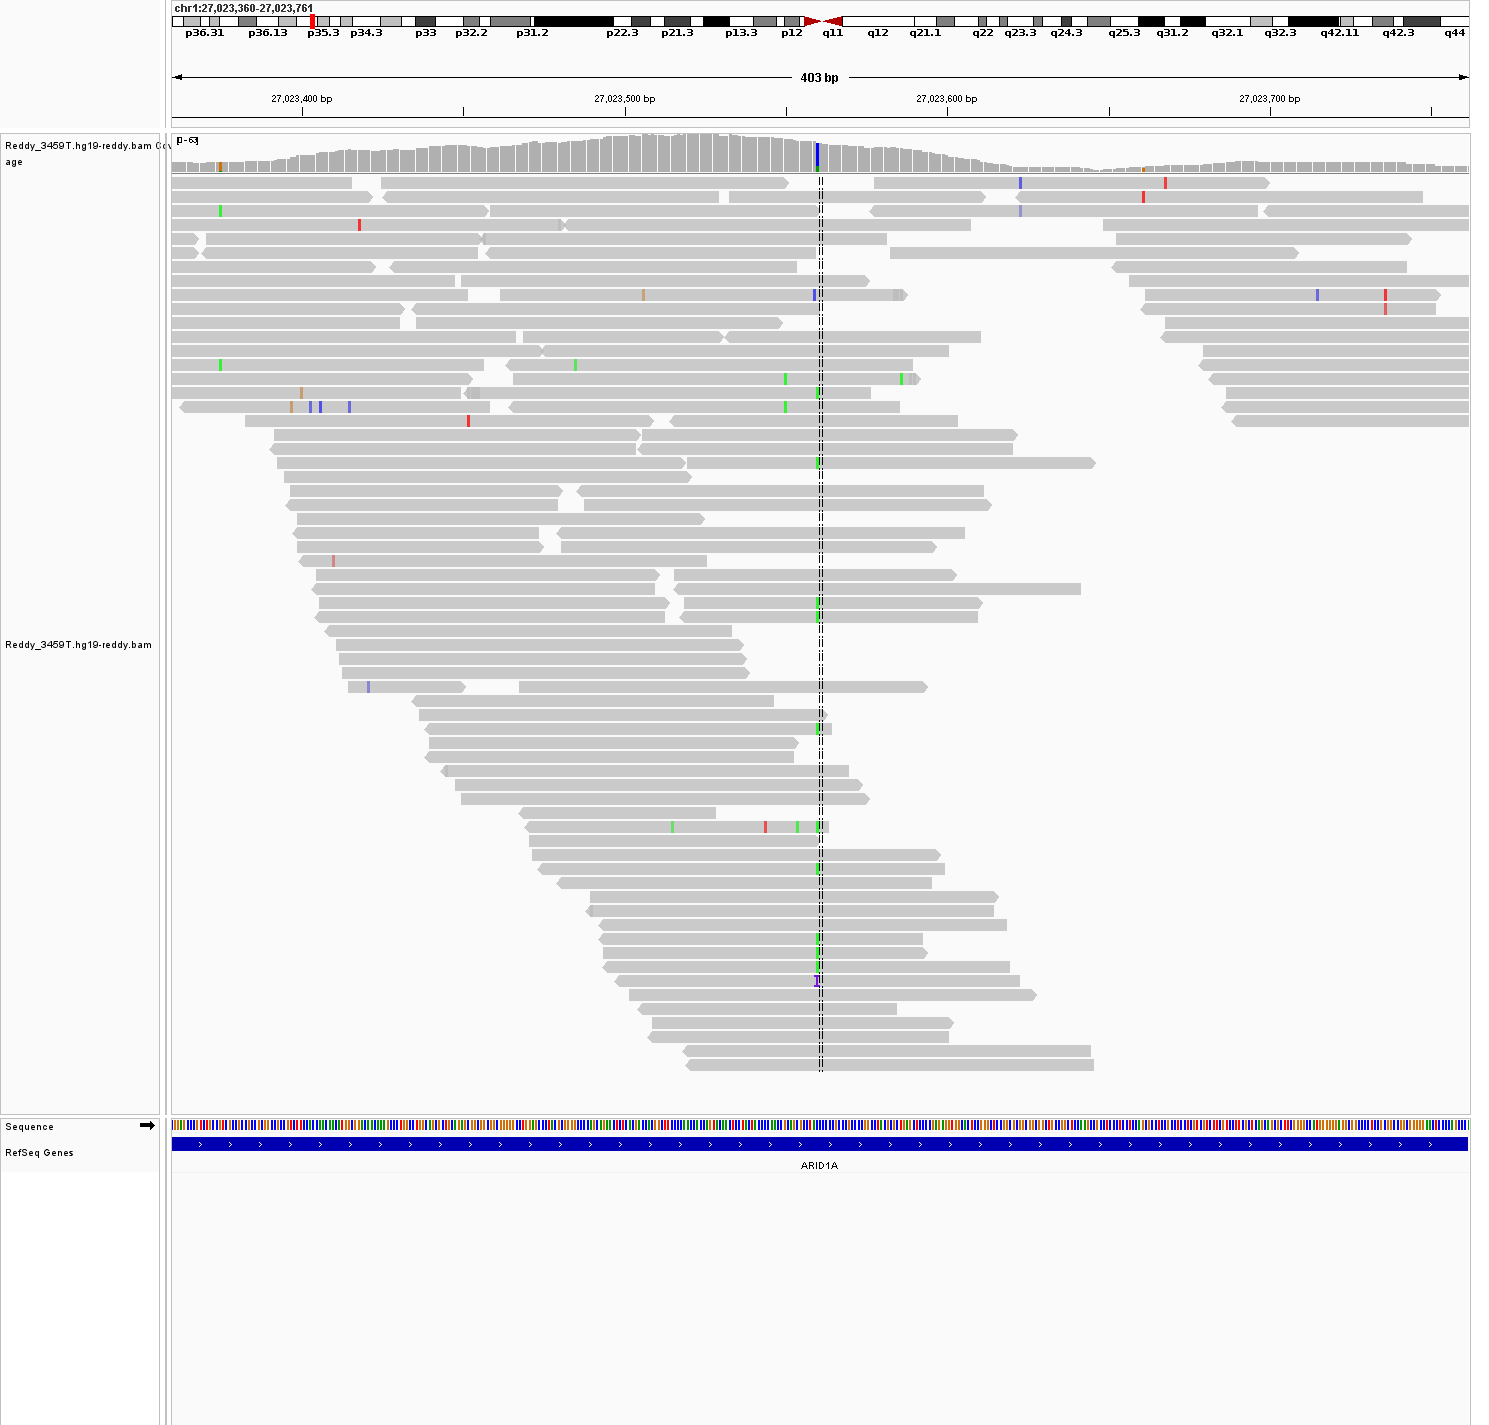 chr1:27,023,360-27,023,761
p36.31 p36.13 p35.3 p34.3 p33 p32.2 p31.2 p22.3 p21.3 p13.3 p12 q11 q12 q21.1 q22 q23.3 q24.3 q25.3 q31.2 q32.1 q32.3 q42.11 q42.3 q44
403 bp
27,023,400 bp 27,023,500 bp 27,023,600 bp 27,023,700 bp
[0-63]
Reddy_3459T.hg19-reddy.bam Cov
age
Reddy_3459T.hg19-reddy.bam
Sequence
RefSeq Genes
ARID1A